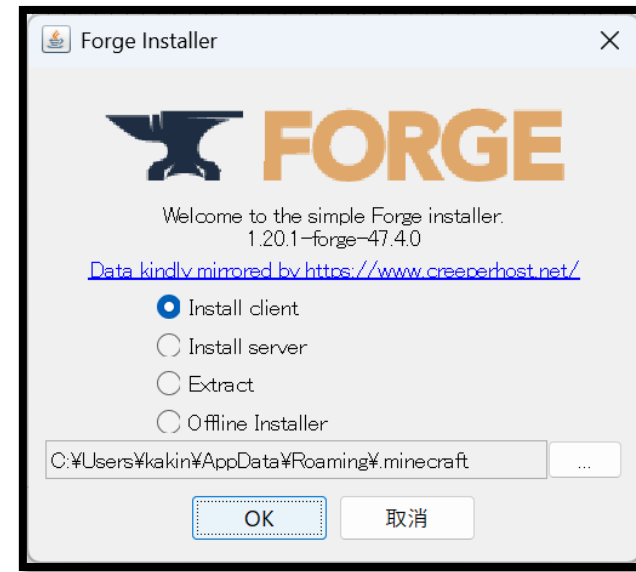 Forge Installer
FORGE
Welcome to the simple Forge installer.
1.20.1-forge-47.4.0
Data kindly mirrored by https://www.creeperhost.net/
Install client
Install server
Extract
Offline Installer
C:¥Users¥kakin¥AppData¥Roaming¥.minecraft
...
OK
取消